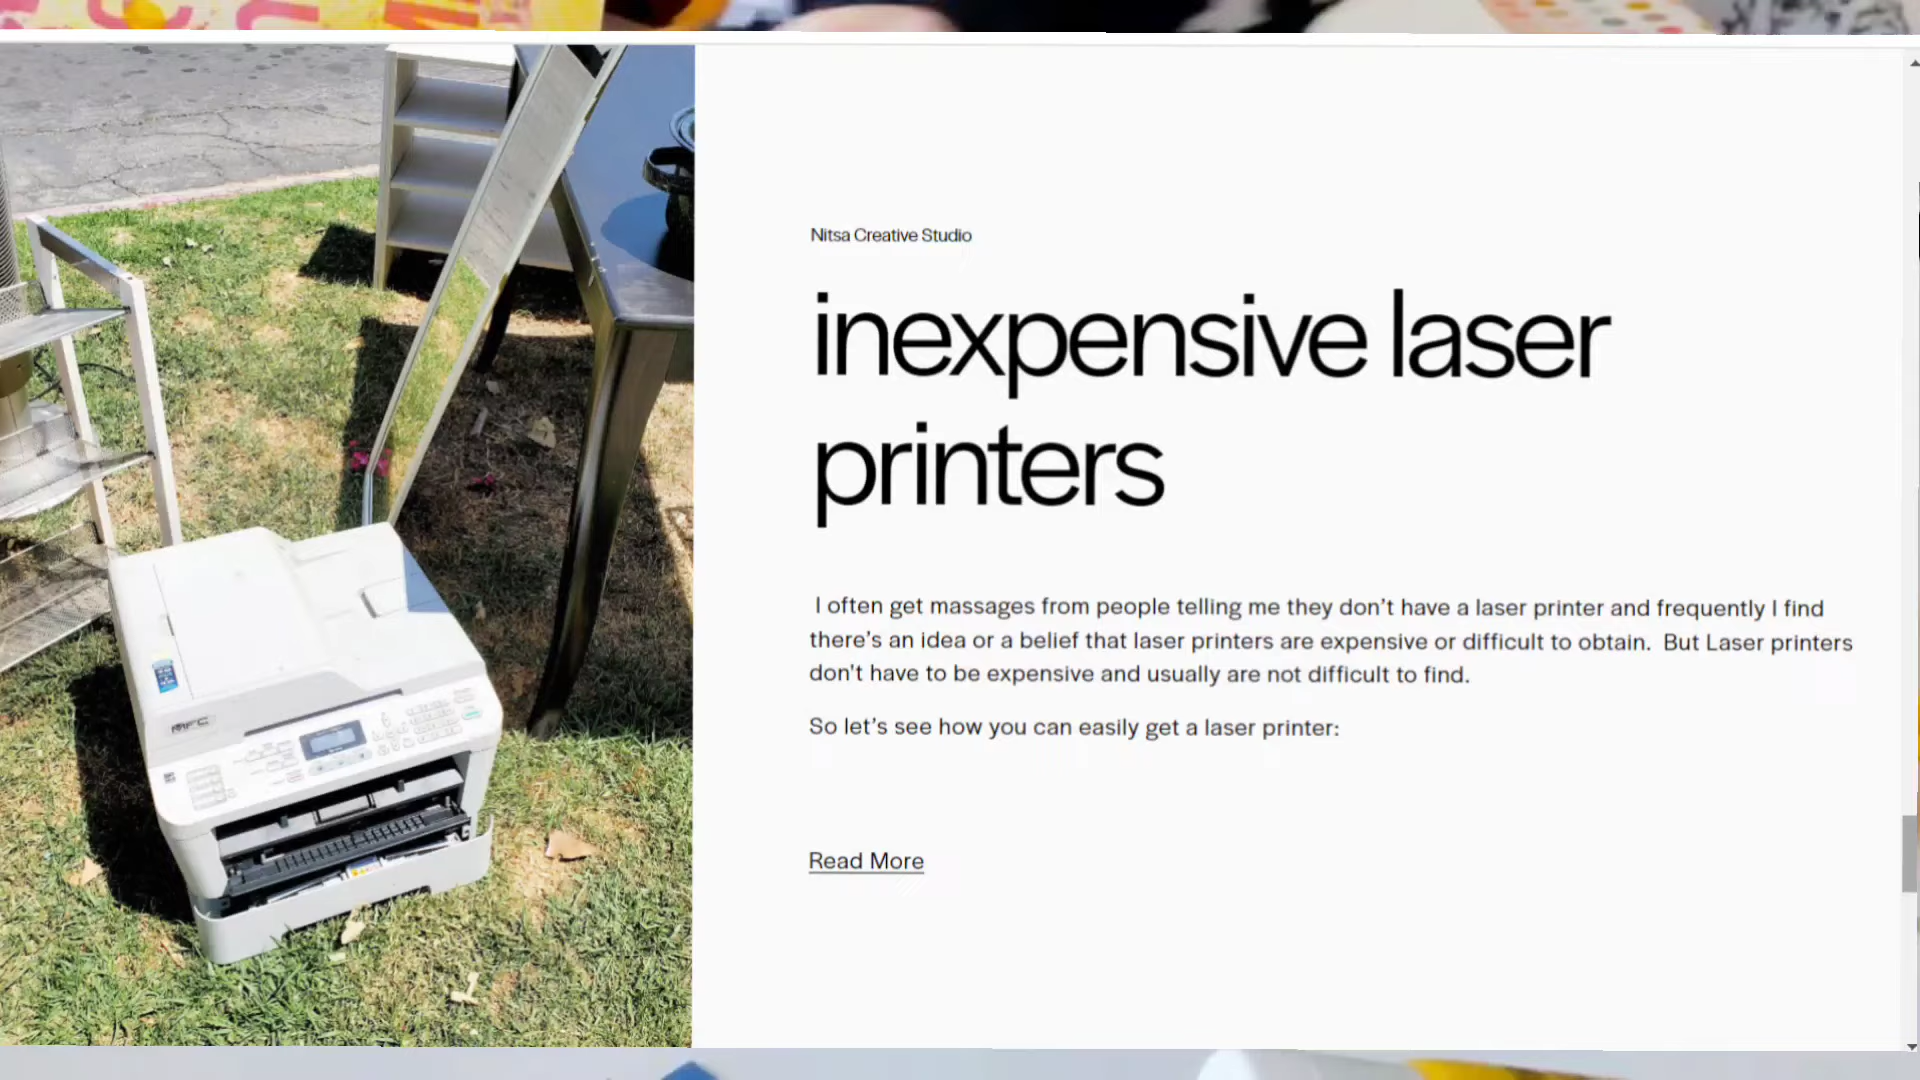 Nitsa Creative Studio
inexpensive laser
printers
I often get massages from people telling me they don’t have a laser printer and frequently I find
there’s an idea or a belief that laser printers are expensive or difficult to obtain. But Laser printers
don't have to be expensive and usually are not difficult to find.
So let’s see how you can easily get a laser printer:
Read More
MFC